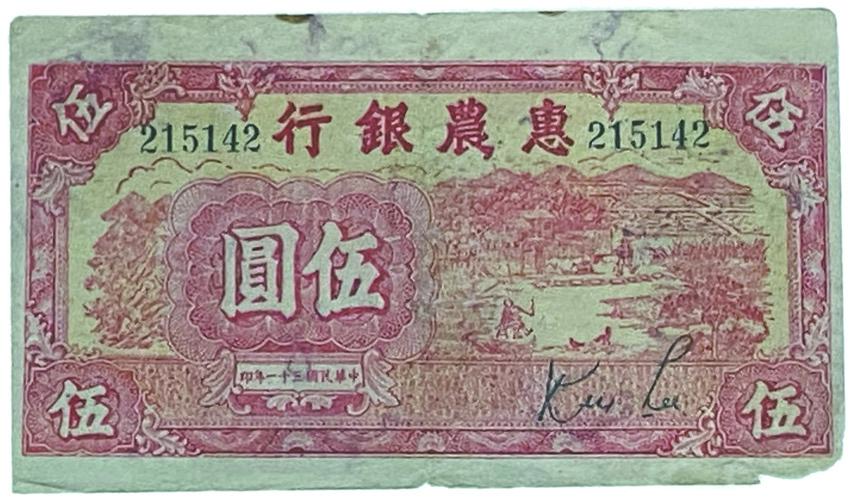 伍
伍
215142
惠農銀行
215142
伍圓
中華民國三十一年印
伍
伍